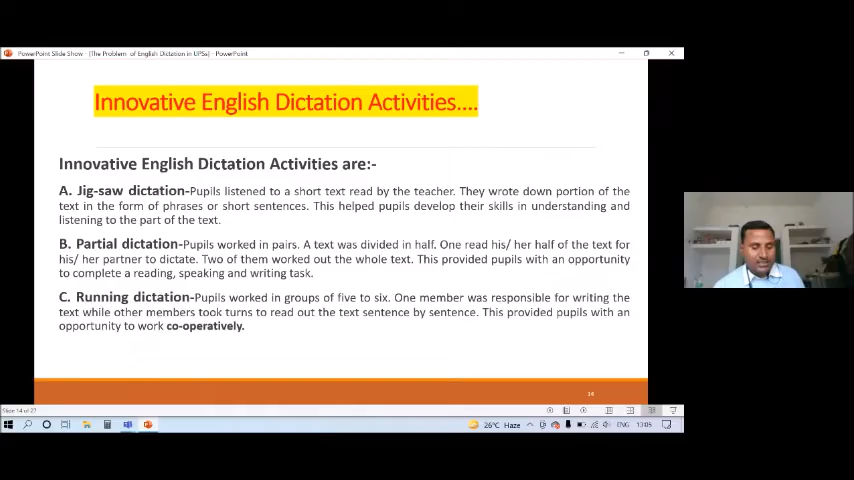 PowerPoint Slide Show - [The Problem of English Dictation in UPSs] - PowerPoint
Innovative English Dictation Activities....
Innovative English Dictation Activities are:-
A. Jig-saw dictation-Pupils listened to a short text read by the teacher. They wrote down portion of the
text in the form of phrases or short sentences. This helped pupils develop their skills in understanding and
listening to the part of the text.
B. Partial dictation-Pupils worked in pairs. A text was divided in half. One read his/ her half of the text for
his/ her partner to dictate. Two of them worked out the whole text. This provided pupils with an opportunity
to complete a reading, speaking and writing task.
C. Running dictation-Pupils worked in groups of five to six. One member was responsible for writing the
text while other members took turns to read out the text sentence by sentence. This provided pupils with an
opportunity to work co-operatively.
14
Slide 14 of 27
26°C Haze ENG 13:05